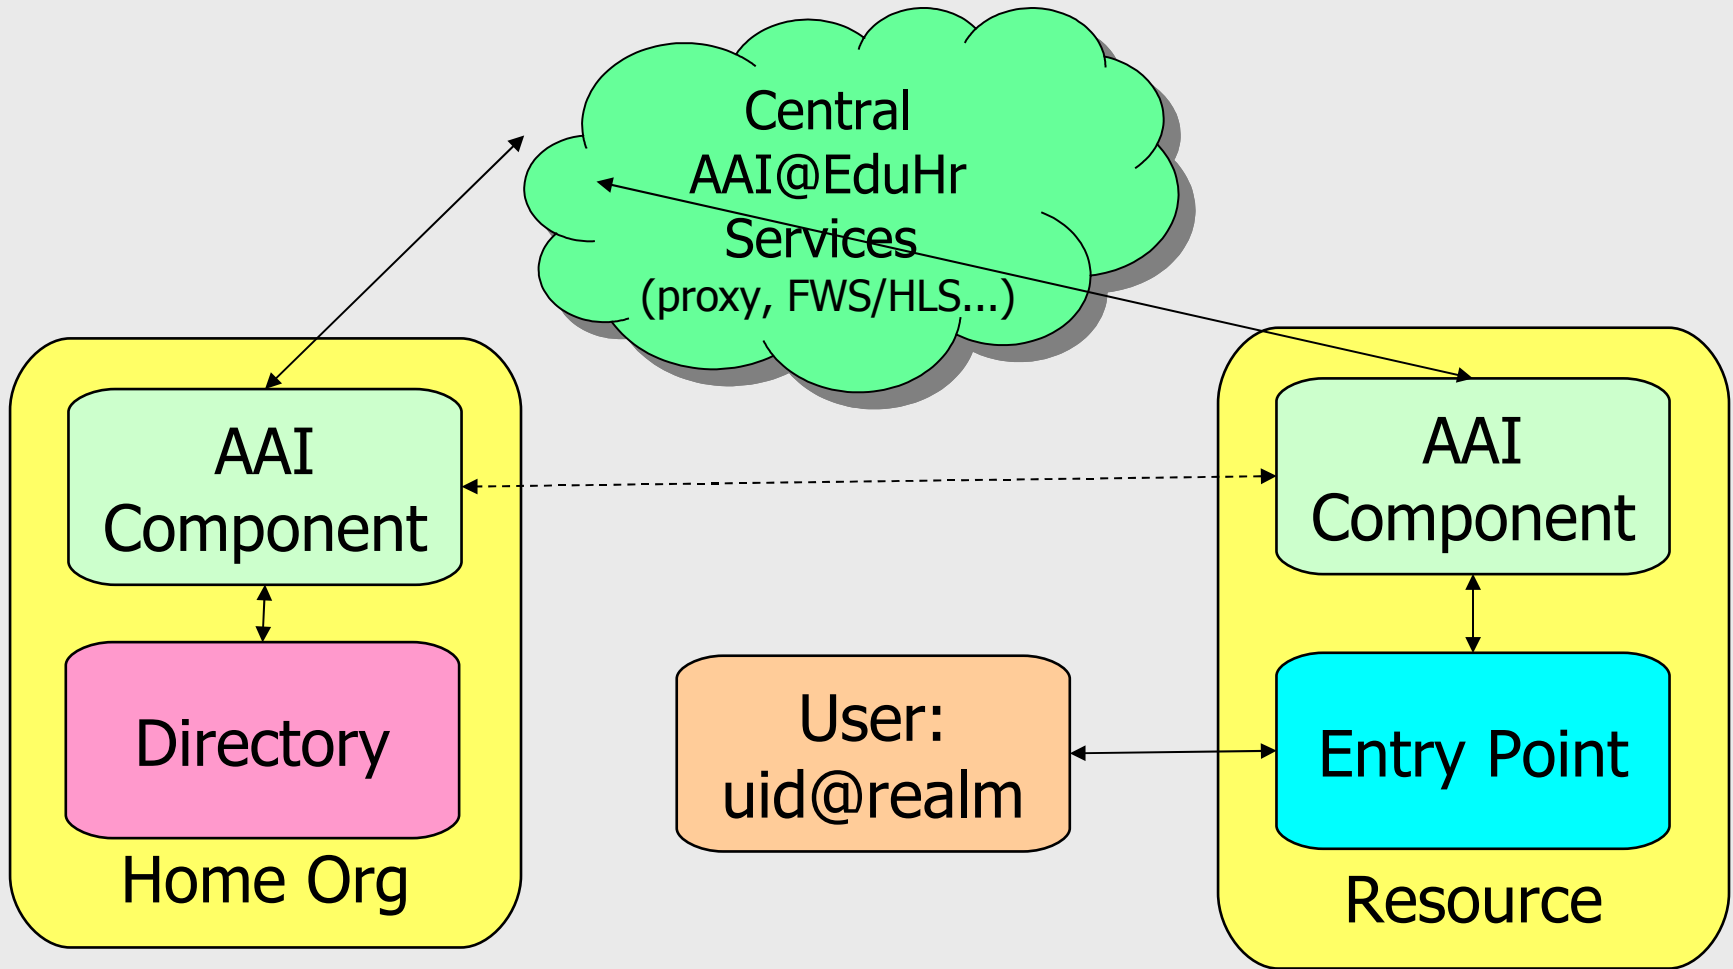 Central
AAI@EduHr
Services
(proxy, FWS/HLS...)
AAI
Component
Directory
Home Org
User:
uid@realm
AAI
Component
Entry Point
Resource